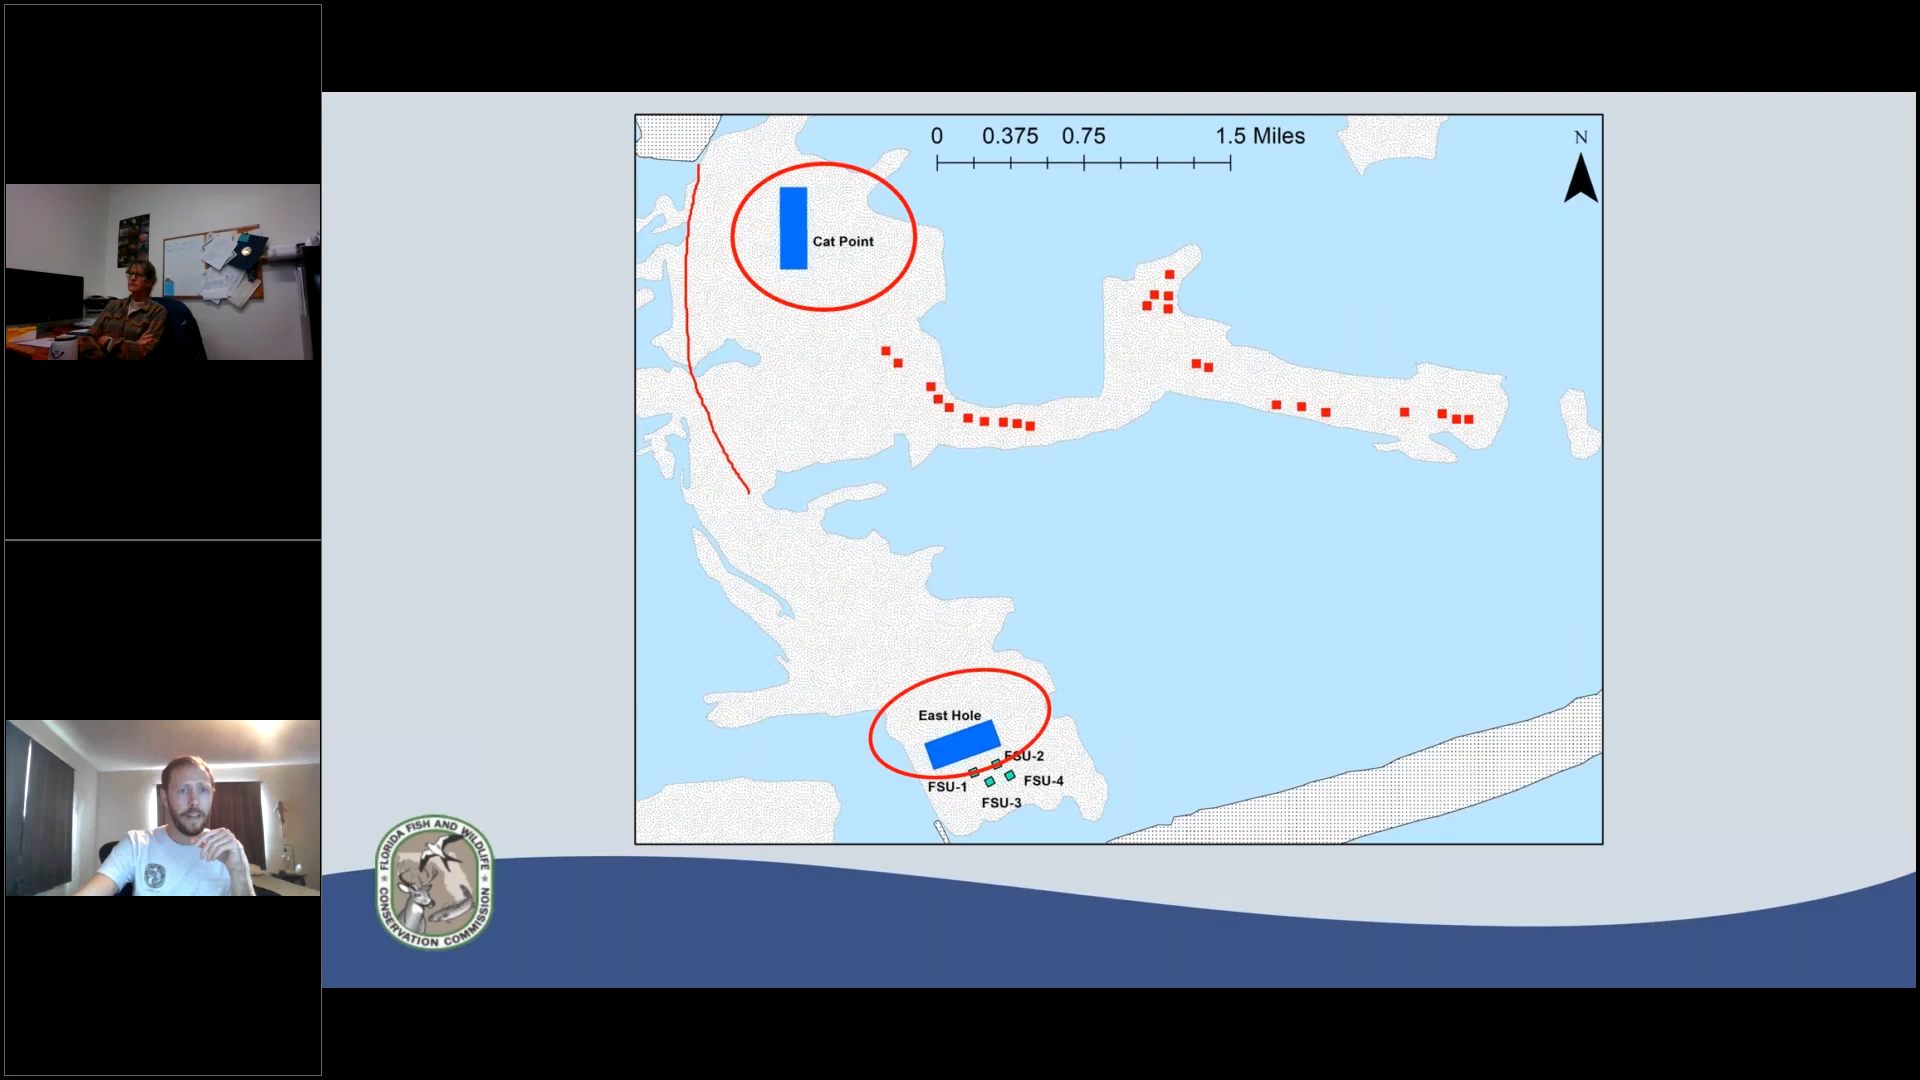 0 0.375 0.75 1.5 Miles
N
Cat Point
East Hole
FSU-2
FSU-1
FSU-4
FSU-3
FLORIDA FISH AND WILDLIFE
CONSERVATION COMMISSION